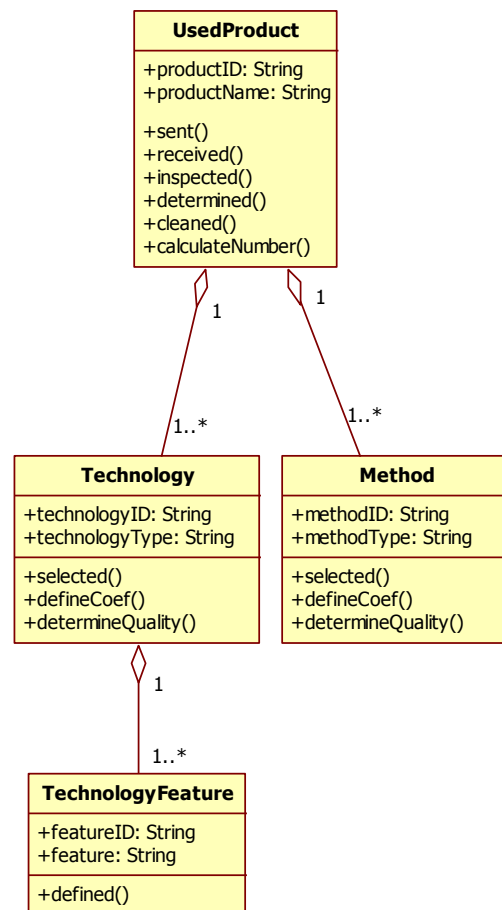 UsedProduct
+productID: String
+productName: String
+sent()
+received()
+inspected()
+determined()
+cleaned()
+calculateNumber()
1
1
1..*
1..*
Technology
+technologyID: String
+technologyType: String
+selected()
+defineCoef()
+determineQuality()
Method
+methodID: String
+methodType: String
+selected()
+defineCoef()
+determineQuality()
1
1..*
TechnologyFeature
+featureID: String
+feature: String
+defined()